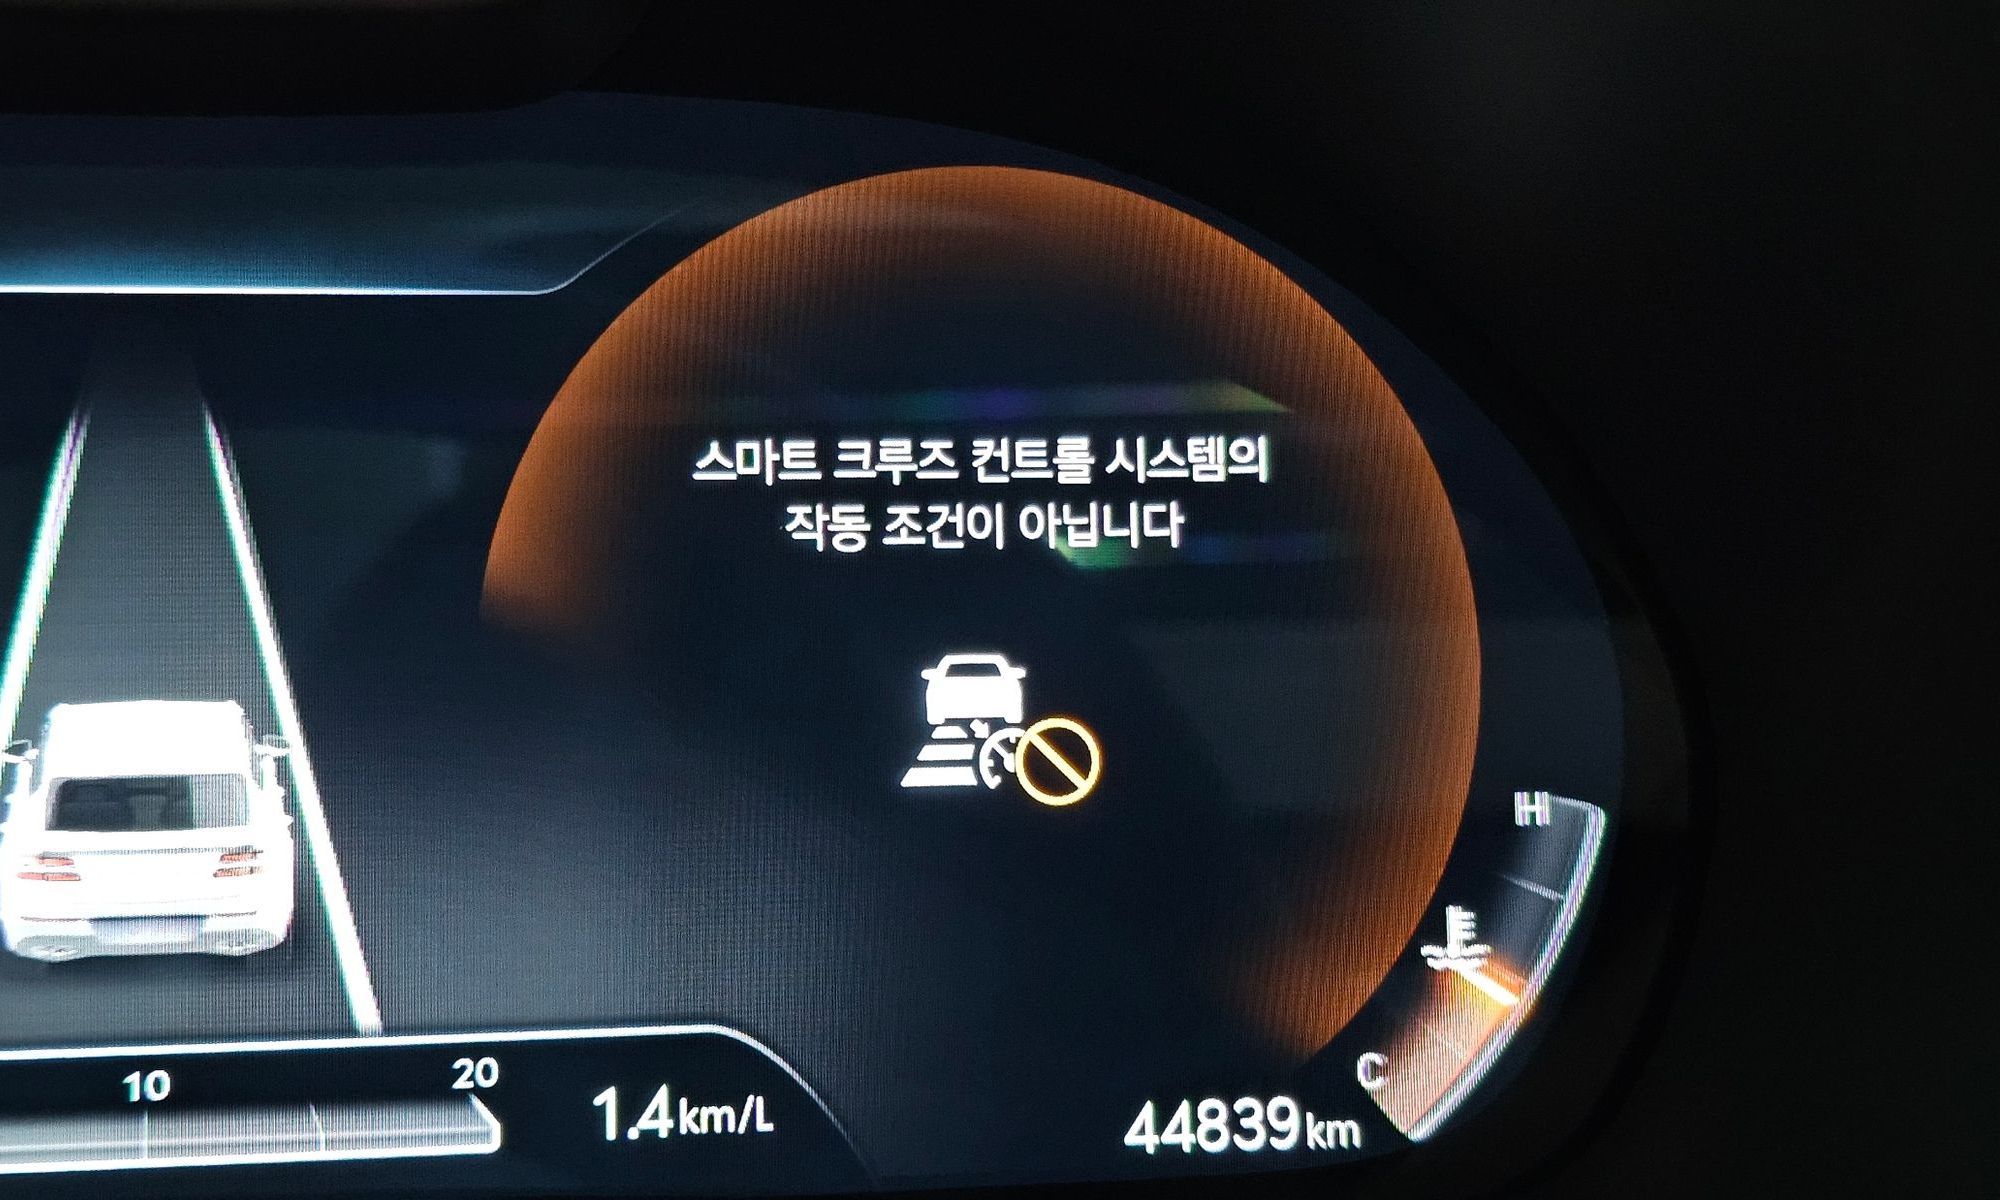 스마트 크루즈 컨트롤 시스템의
작동 조건이 아닙니다
H
C
10
20
1.4km/L
44839km